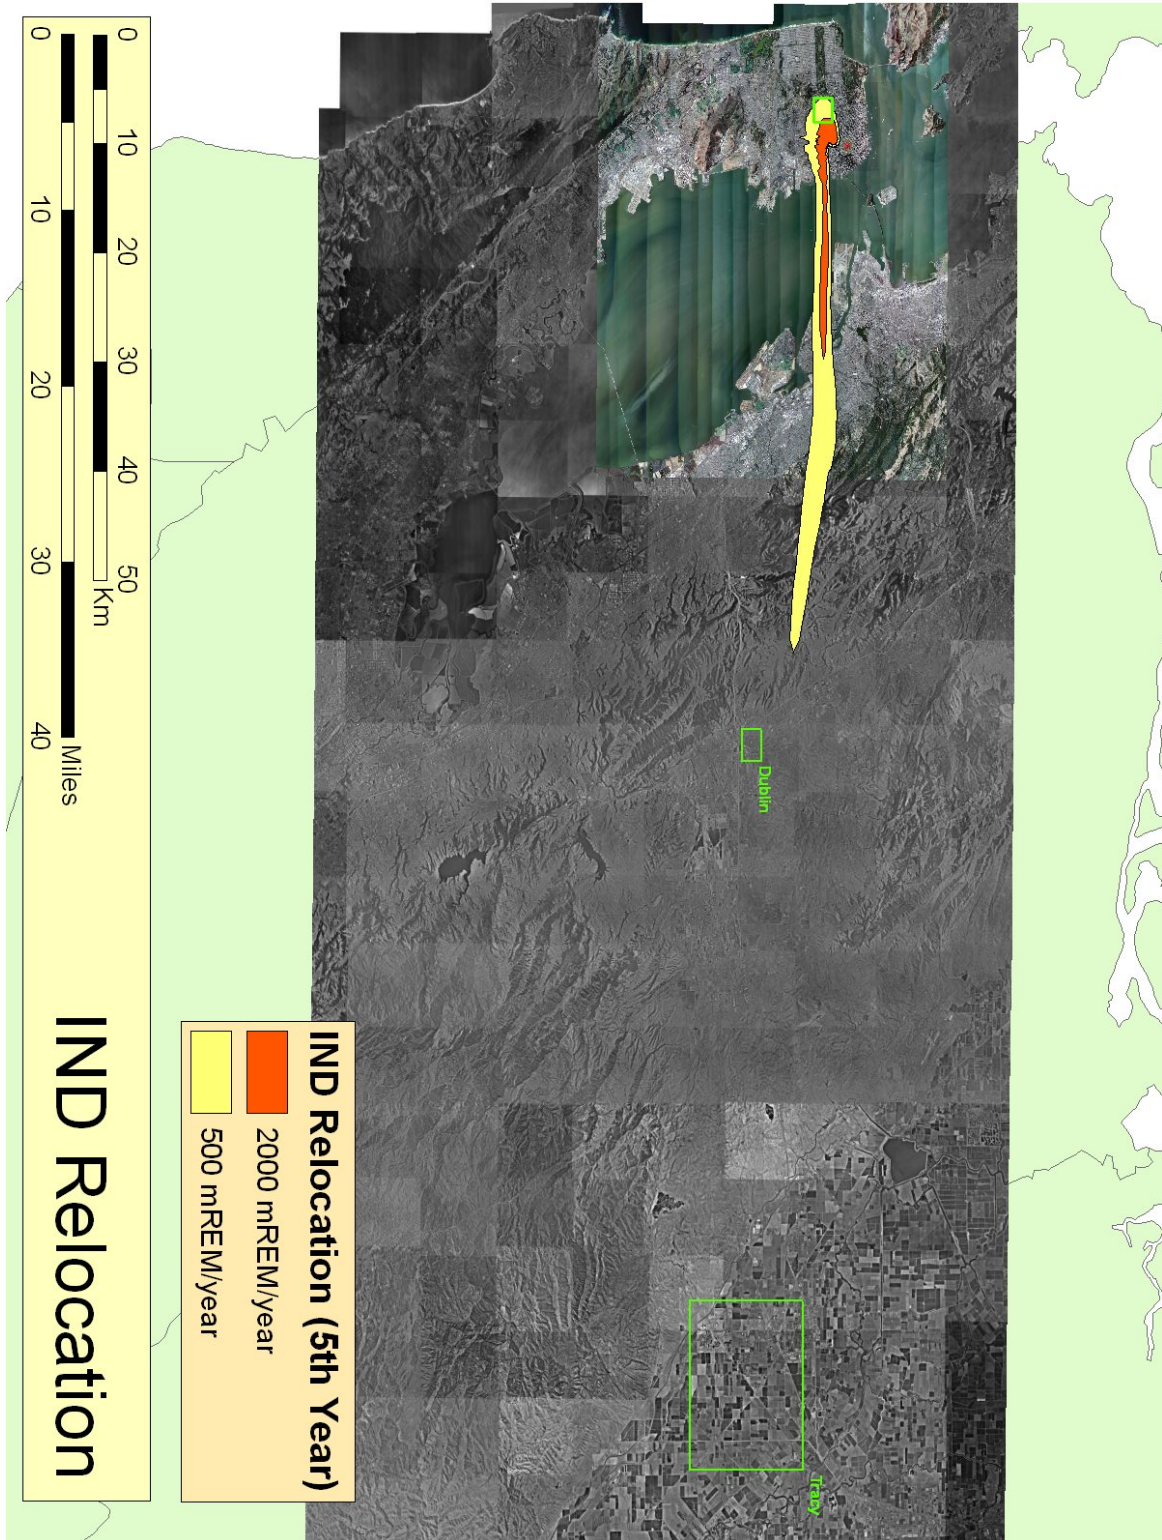 Dublin
Tracy
IND Relocation (5th Year)
2000 mREM/year
500 mREM/year
0 10 20 30 40 50
Km
0 10 20 30 40
Miles
IND Relocation